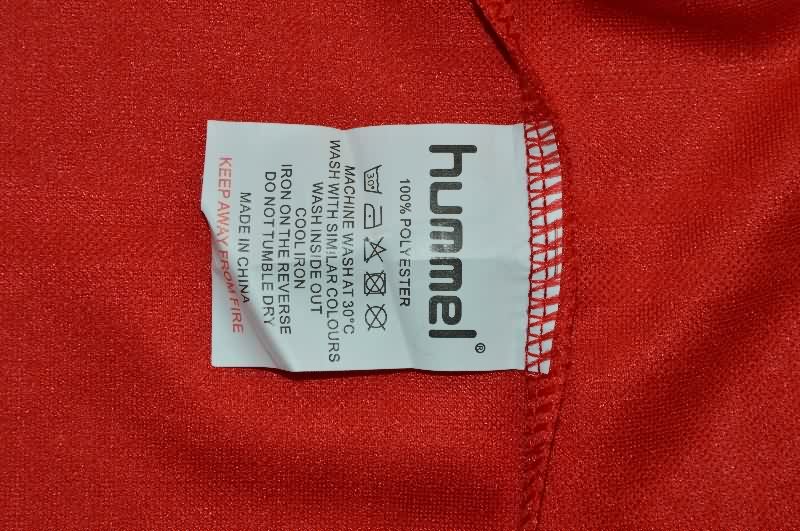 hummel®
100% POLYESTER
30°
MACHINE WASH AT 30°C
WASH WITH SIMILAR COLOURS
WASH INSIDE OUT
COOL IRON
IRON ON THE REVERSE
DO NOT TUMBLE DRY
MADE IN CHINA
KEEP AWAY FROM FIRE